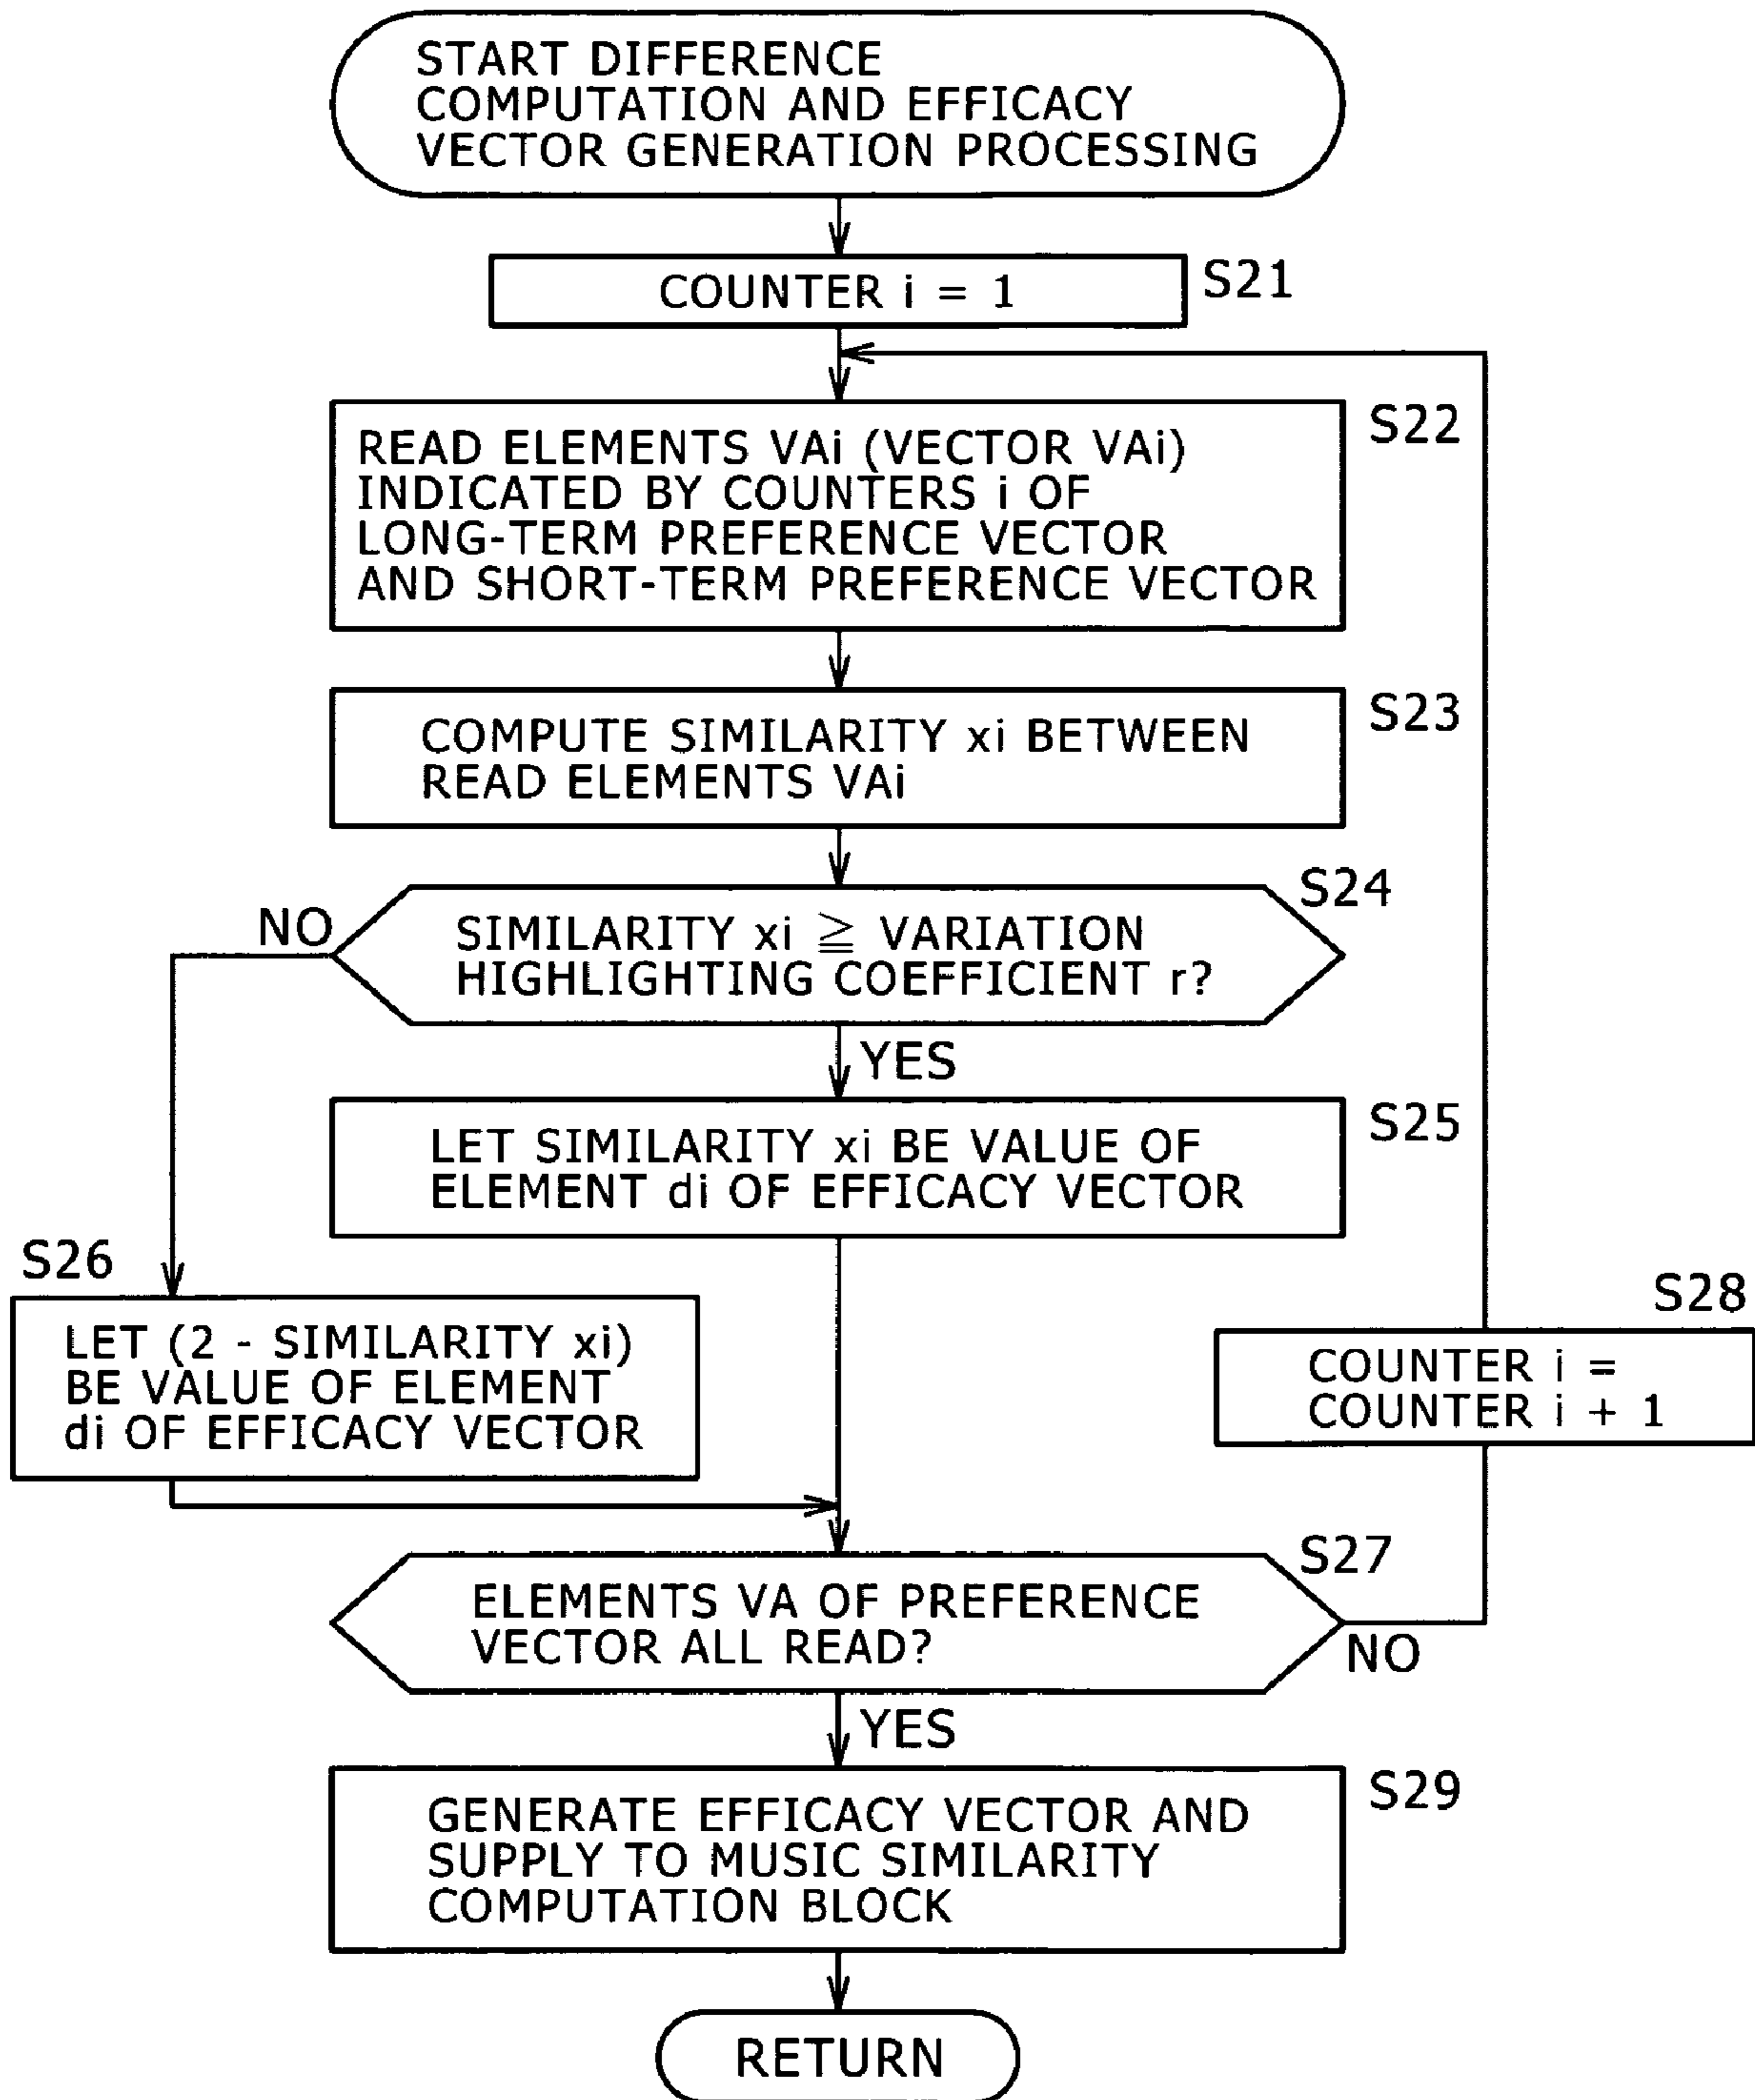 START DIFFERENCE
COMPUTATION AND EFFICACY
VECTOR GENERATION PROCESSING
COUNTER i = 1
S21
READ ELEMENTS VAi (VECTOR VAi)
INDICATED BY COUNTERS i OF
LONG-TERM PREFERENCE VECTOR
AND SHORT-TERM PREFERENCE VECTOR
S22
COMPUTE SIMILARITY xi BETWEEN
READ ELEMENTS VAi
S23
SIMILARITY xi ≧ VARIATION
HIGHLIGHTING COEFFICIENT r?
S24
NO
YES
LET SIMILARITY xi BE VALUE OF
ELEMENT di OF EFFICACY VECTOR
S25
S26
LET (2 - SIMILARITY xi)
BE VALUE OF ELEMENT
di OF EFFICACY VECTOR
S28
COUNTER i =
COUNTER i + 1
ELEMENTS VA OF PREFERENCE
VECTOR ALL READ?
S27
NO
YES
GENERATE EFFICACY VECTOR AND
SUPPLY TO MUSIC SIMILARITY
COMPUTATION BLOCK
S29
RETURN